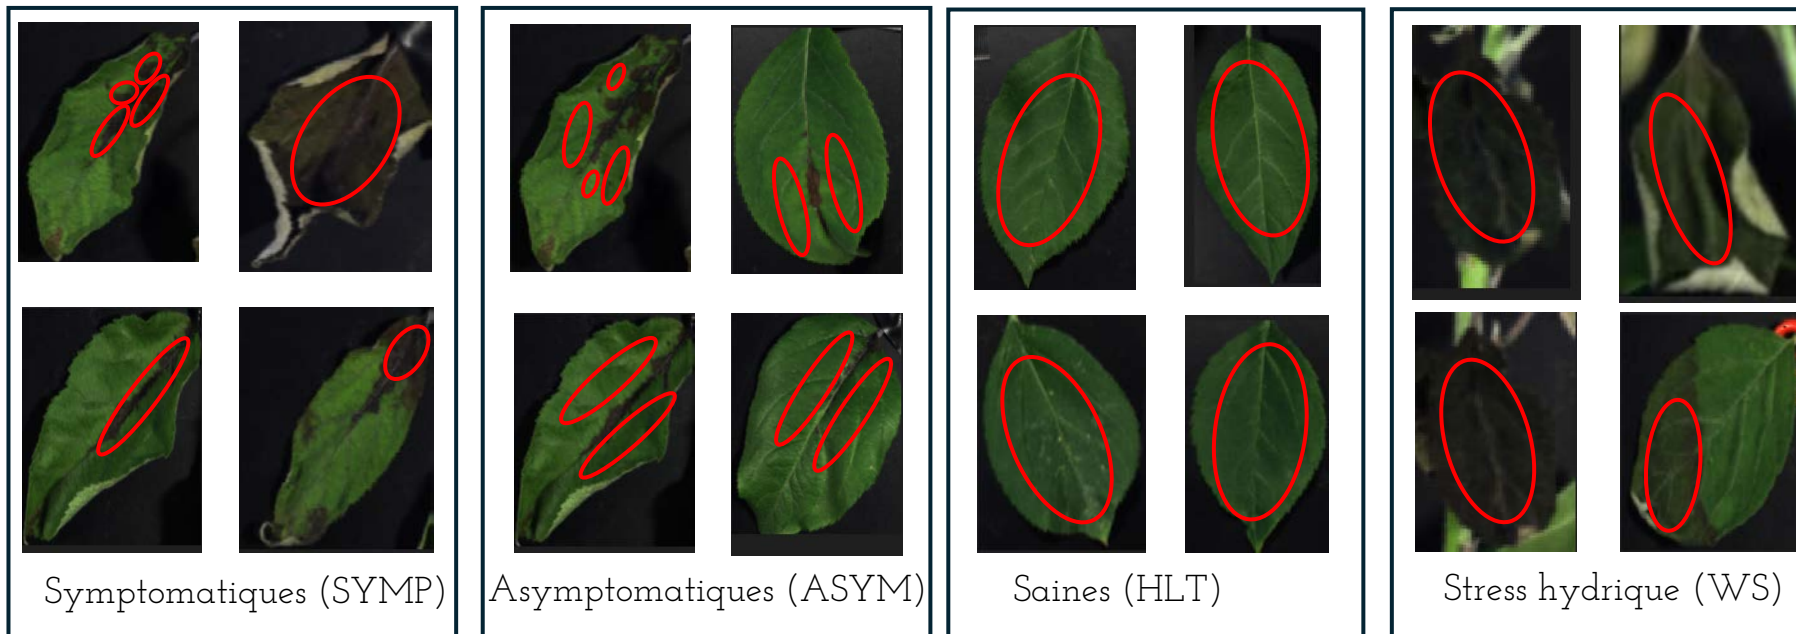 Symptomatiques (SYMP)
Asymptomatiques (ASYM)
Saines (HLT)
Stress hydrique (WS)